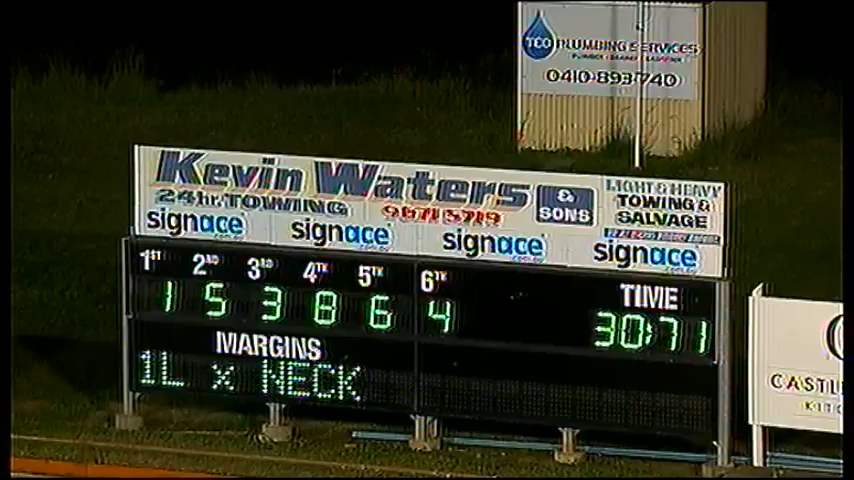 TCO PLUMBING SERVICES
0410-893-740
Kevin Waters & SONS
24hr. TOWING
LIGHT & HEAVY
TOWING &
SALVAGE
signace signace signace signace
1ST 2ND 3RD 4TH 5TH 6TH TIME
1 5 3 8 6 4 30:71
MARGINS
1L x NECK
CASTL
KITC